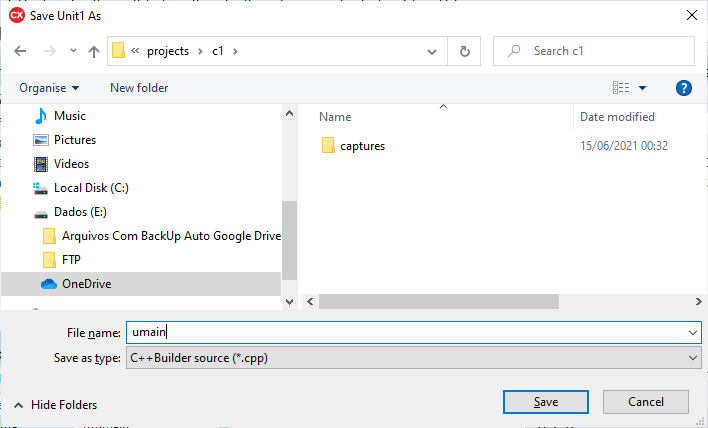 CX Save Unit1 As
« projects › c1 ›
Search c1
Organise
New folder
?
Music
Pictures
Videos
Local Disk (C:)
Dados (E:)
Arquivos Com BackUp Auto Google Drive
FTP
OneDrive
Name
Date modified
captures
15/06/2021 00:32
File name: umain
Save as type: C++Builder source (*.cpp)
Hide Folders
Save
Cancel